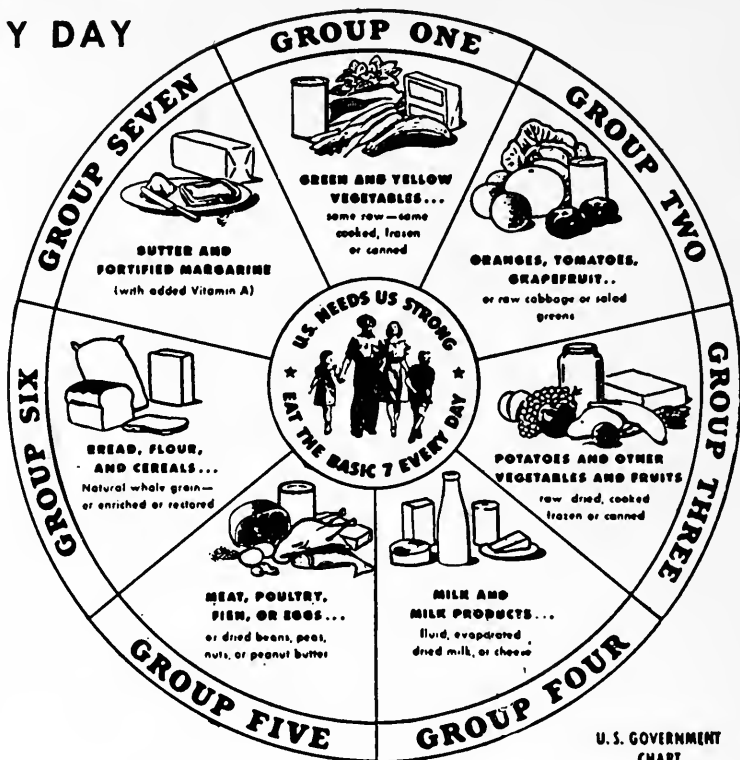 Y DAY
GROUP ONE
GREEN AND YELLOW
VEGETABLES...
some raw—some
cooked, frozen
or canned
GROUP TWO
ORANGES, TOMATOES,
GRAPEFRUIT..
or raw cabbage or salad
greens
GROUP THREE
POTATOES AND OTHER
VEGETABLES AND FRUITS
raw dried, cooked
frozen or canned
GROUP FOUR
MILK AND
MILK PRODUCTS...
fluid, evaporated
dried milk, or cheese
GROUP FIVE
MEAT, POULTRY,
FISH, OR EGGS...
or dried beans, peas,
nuts, or peanut butter
GROUP SIX
BREAD, FLOUR,
AND CEREALS...
Natural whole grain—
or enriched or restored
GROUP SEVEN
BUTTER AND
FORTIFIED MARGARINE
(with added Vitamin A)
U.S. NEEDS US STRONG
EAT THE BASIC 7 EVERY DAY
U.S. GOVERNMENT
CHART